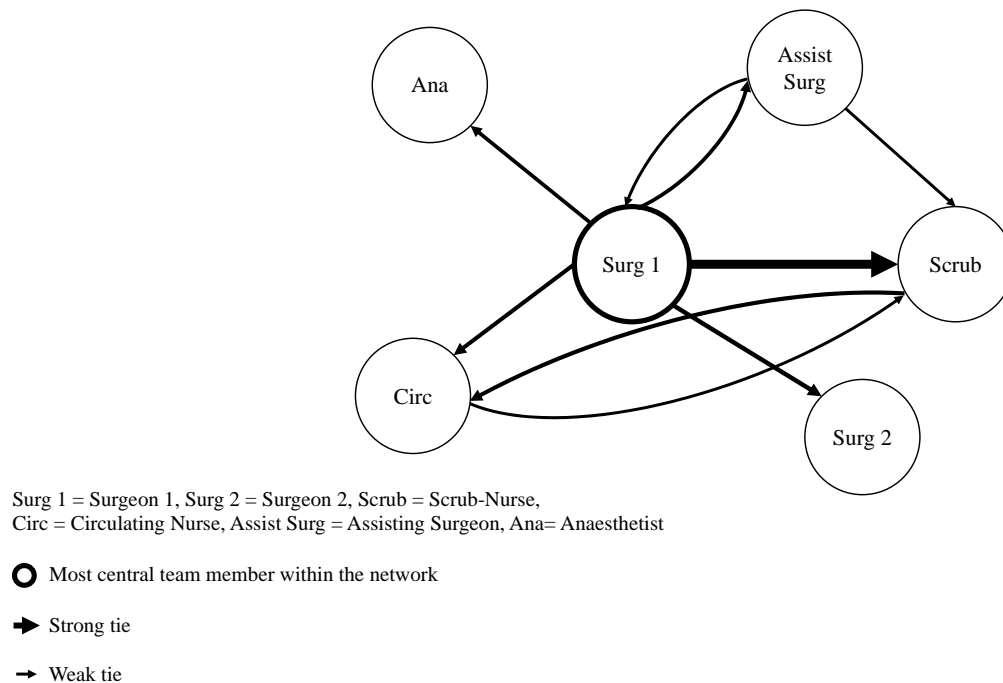 Assist
Surg
Ana
Surg 1
Scrub
Circ
Surg 2
Surg 1 = Surgeon 1, Surg 2 = Surgeon 2, Scrub = Scrub-Nurse,
Circ = Circulating Nurse, Assist Surg = Assisting Surgeon, Ana= Anaesthetist
Most central team member within the network
Strong tie
Weak tie